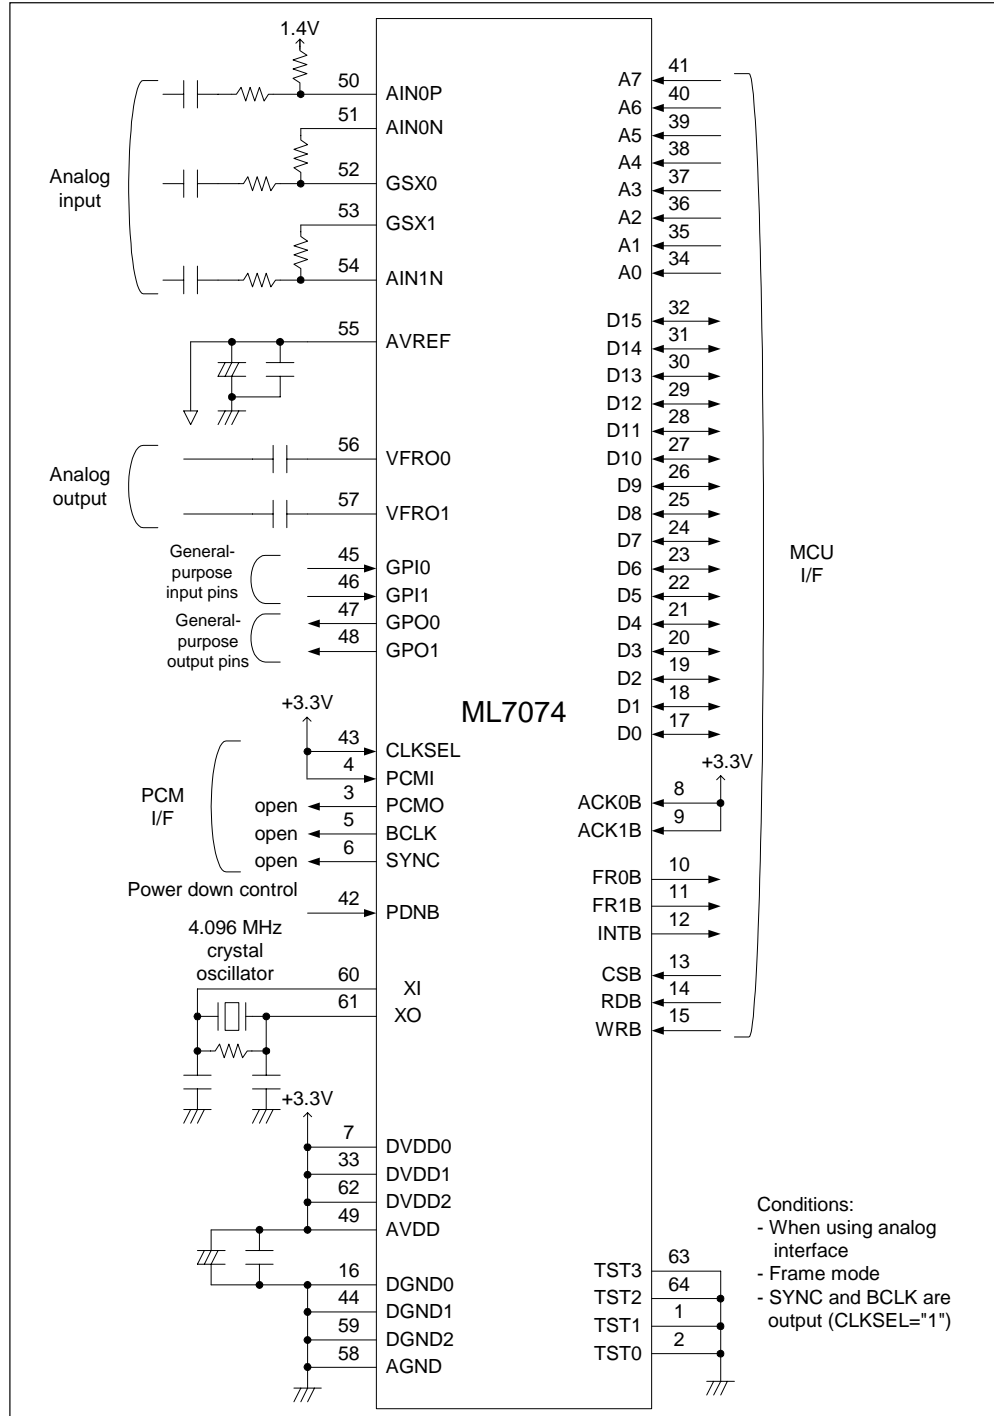 1.4V
Analog
input
50 AIN0P
51 AIN0N
52 GSX0
53 GSX1
54 AIN1N
55 AVREF
Analog
output
56 VFRO0
57 VFRO1
General-
purpose
input pins
45 GPI0
46 GPI1
General-
purpose
output pins
47 GPO0
48 GPO1
ML7074
+3.3V
PCM
I/F
43 CLKSEL
4 PCMI
open 3 PCMO
open 5 BCLK
open 6 SYNC
Power down control
42 PDNB
4.096 MHz
crystal
oscillator
60 XI
61 XO
+3.3V
7 DVDD0
33 DVDD1
62 DVDD2
49 AVDD
16 DGND0
44 DGND1
59 DGND2
58 AGND
A7 41
A6 40
A5 39
A4 38
A3 37
A2 36
A1 35
A0 34
D15 32
D14 31
D13 30
D12 29
D11 28
D10 27
D9 26
D8 25
D7 24
D6 23
D5 22
D4 21
D3 20
D2 19
D1 18
D0 17
MCU
I/F
+3.3V
ACK0B 8
ACK1B 9
FR0B 10
FR1B 11
INTB 12
CSB 13
RDB 14
WRB 15
TST3 63
TST2 64
TST1 1
TST0 2
Conditions:
- When using analog
interface
- Frame mode
- SYNC and BCLK are
output (CLKSEL="1")